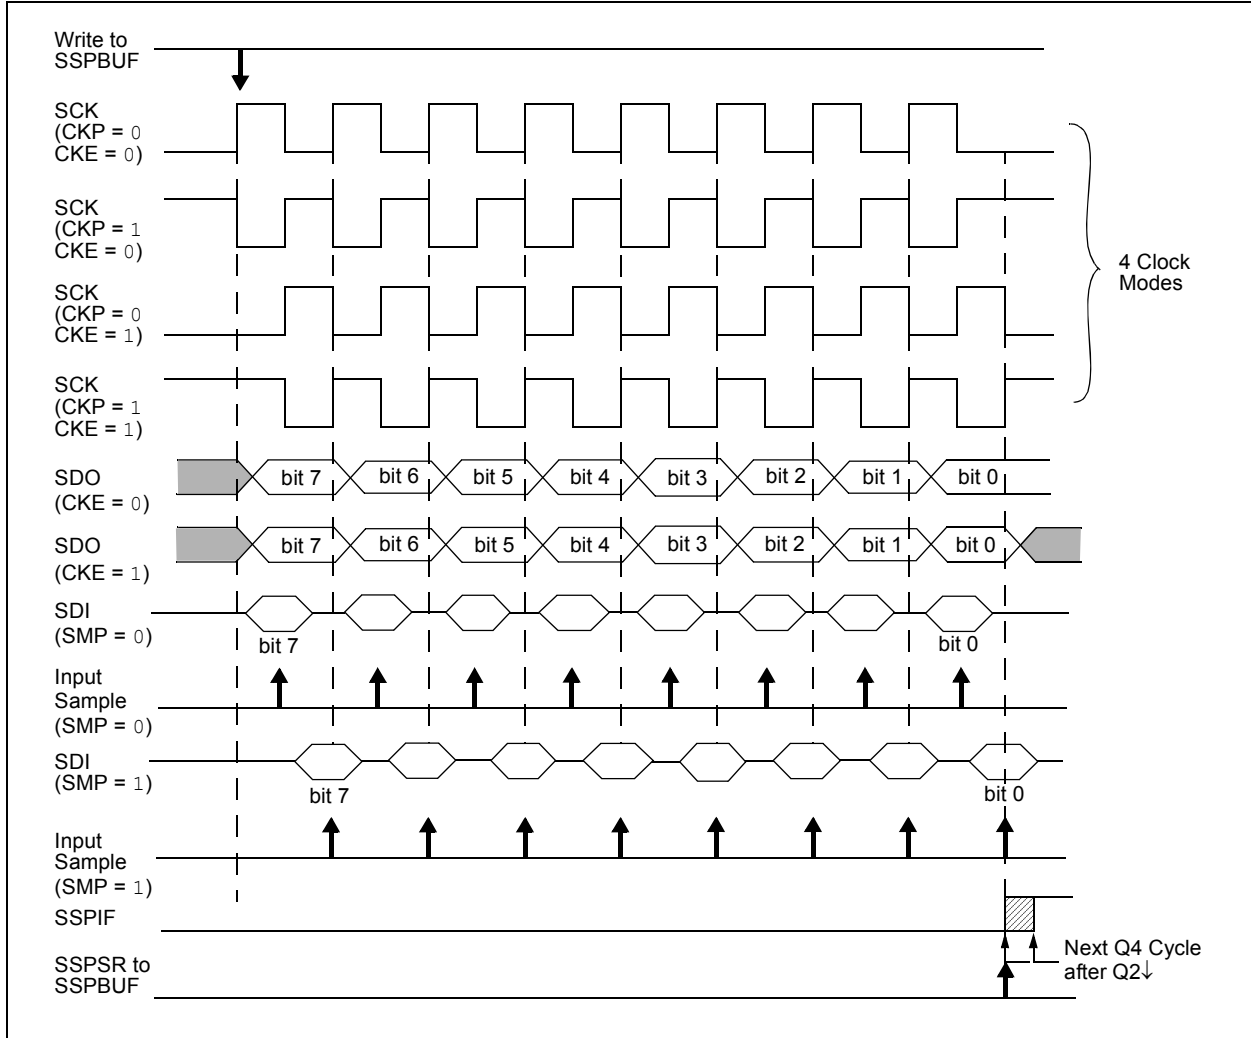 Write to
SSPBUF
SCK
(CKP = 0
CKE = 0)
SCK
(CKP = 1
CKE = 0)
SCK
(CKP = 0
CKE = 1)
SCK
(CKP = 1
CKE = 1)
4 Clock
Modes
SDO
(CKE = 0)
bit 7 bit 6 bit 5 bit 4 bit 3 bit 2 bit 1 bit 0
SDO
(CKE = 1)
bit 7 bit 6 bit 5 bit 4 bit 3 bit 2 bit 1 bit 0
SDI
(SMP = 0)
bit 7 bit 0
Input
Sample
(SMP = 0)
SDI
(SMP = 1)
bit 7 bit 0
Input
Sample
(SMP = 1)
SSPIF
Next Q4 Cycle
after Q2↓
SSPSR to
SSPBUF